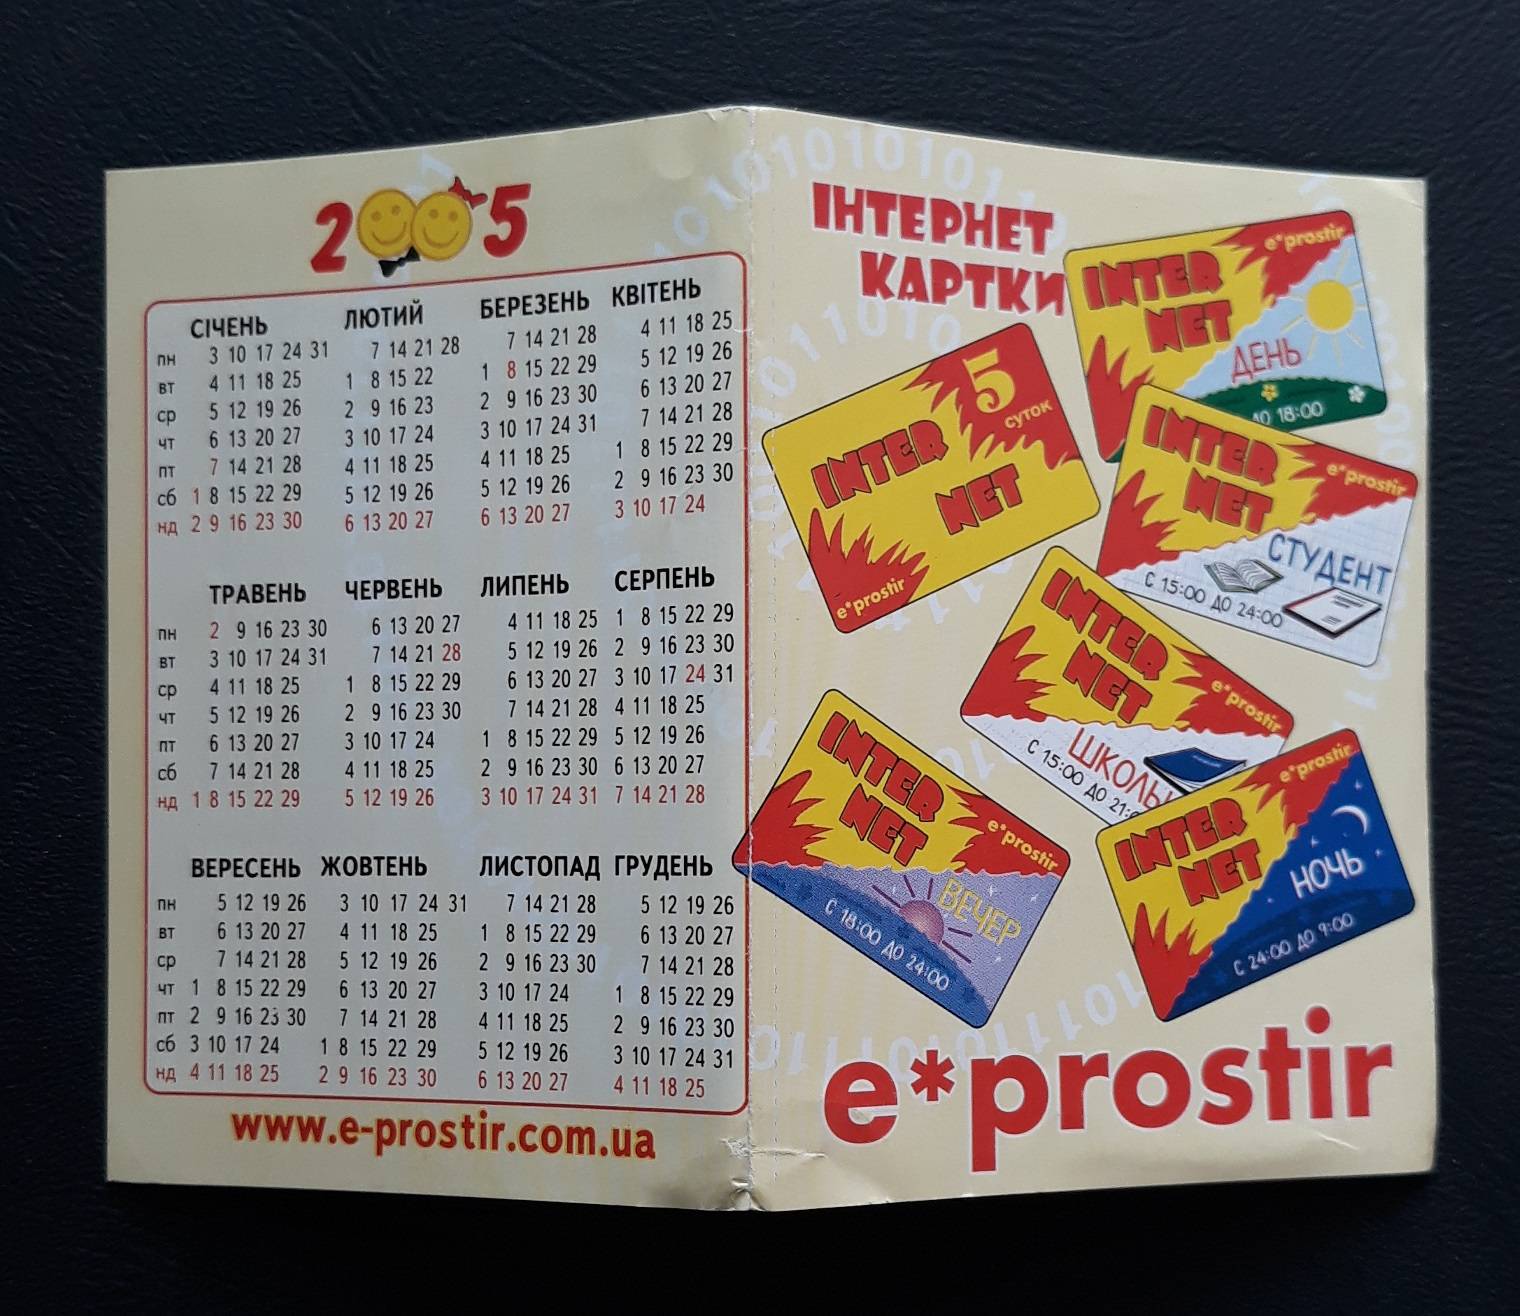 2005
СІЧЕНЬ ЛЮТИЙ БЕРЕЗЕНЬ КВІТЕНЬ
пн 3 10 17 24 31 7 14 21 28 7 14 21 28 4 11 18 25
вт 4 11 18 25 1 8 15 22 1 8 15 22 29 5 12 19 26
ср 5 12 19 26 2 9 16 23 2 9 16 23 30 6 13 20 27
чт 6 13 20 27 3 10 17 24 3 10 17 24 31 7 14 21 28
пт 7 14 21 28 4 11 18 25 4 11 18 25 1 8 15 22 29
сб 1 8 15 22 29 5 12 19 26 5 12 19 26 2 9 16 23 30
нд 2 9 16 23 30 6 13 20 27 6 13 20 27 3 10 17 24
ТРАВЕНЬ ЧЕРВЕНЬ ЛИПЕНЬ СЕРПЕНЬ
пн 2 9 16 23 30 6 13 20 27 4 11 18 25 1 8 15 22 29
вт 3 10 17 24 31 7 14 21 28 5 12 19 26 2 9 16 23 30
ср 4 11 18 25 1 8 15 22 29 6 13 20 27 3 10 17 24 31
чт 5 12 19 26 2 9 16 23 30 7 14 21 28 4 11 18 25
пт 6 13 20 27 3 10 17 24 1 8 15 22 29 5 12 19 26
сб 7 14 21 28 4 11 18 25 2 9 16 23 30 6 13 20 27
нд 1 8 15 22 29 5 12 19 26 3 10 17 24 31 7 14 21 28
ВЕРЕСЕНЬ ЖОВТЕНЬ ЛИСТОПАД ГРУДЕНЬ
пн 5 12 19 26 3 10 17 24 31 7 14 21 28 5 12 19 26
вт 6 13 20 27 4 11 18 25 1 8 15 22 29 6 13 20 27
ср 7 14 21 28 5 12 19 26 2 9 16 23 30 7 14 21 28
чт 1 8 15 22 29 6 13 20 27 3 10 17 24 1 8 15 22 29
пт 2 9 16 23 30 7 14 21 28 4 11 18 25 2 9 16 23 30
сб 3 10 17 24 1 8 15 22 29 5 12 19 26 3 10 17 24 31
нд 4 11 18 25 2 9 16 23 30 6 13 20 27 4 11 18 25
www.e-prostir.com.ua
ІНТЕРНЕТ
КАРТКИ
e*prostir
INTER
NET
ДЕНЬ
ДО 18:00
5
СУТОК
INTER
NET
e*prostir
INTER
NET
e*prostir
СТУДЕНТ
С 15:00 ДО 24:00
INTER
NET
e*prostir
С 15:00 ДО
INTER
NET
e*prostir
ВЕЧЕР
С 18:00 ДО 24:00
e*prostir
INTER
NET
НОЧЬ
С 24:00 ДО 9:00
e*prostir